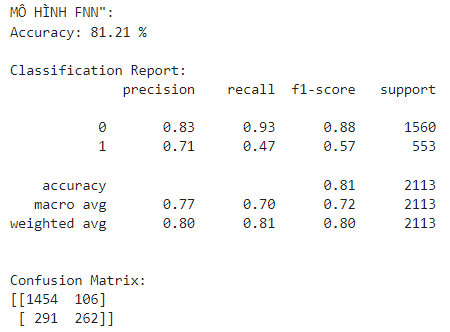 MÔ HÌNH FNN":
Accuracy: 81.21 %
Classification Report:
precision recall f1-score support
0 0.83 0.93 0.88 1560
1 0.71 0.47 0.57 553
accuracy 0.81 2113
macro avg 0.77 0.70 0.72 2113
weighted avg 0.80 0.81 0.80 2113
Confusion Matrix:
[[1454 106]
[ 291 262]]